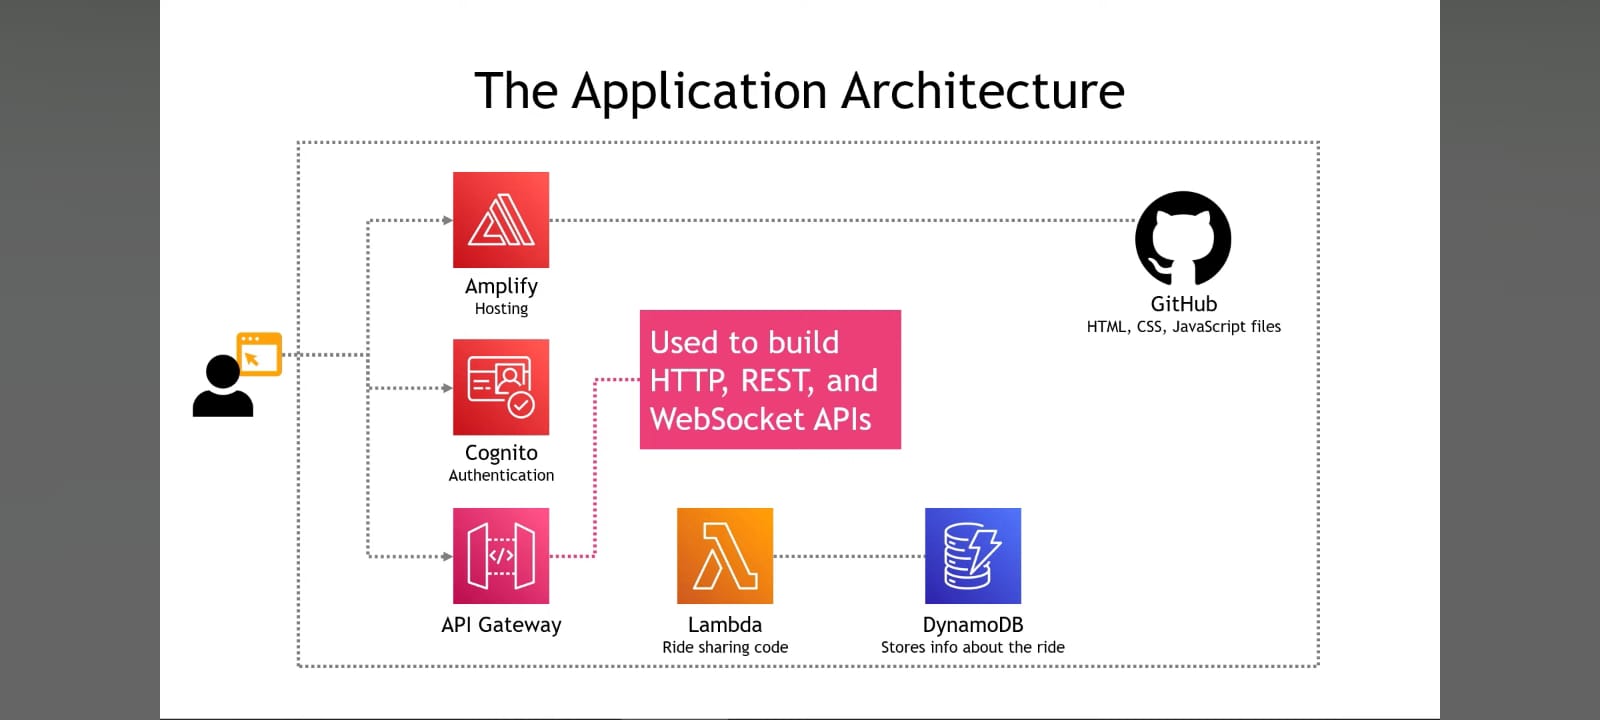 The Application Architecture
Amplify
Hosting
GitHub
HTML, CSS, JavaScript files
Used to build
HTTP, REST, and
WebSocket APIs
Cognito
Authentication
</>
API Gateway
Lambda
Ride sharing code
DynamoDB
Stores info about the ride